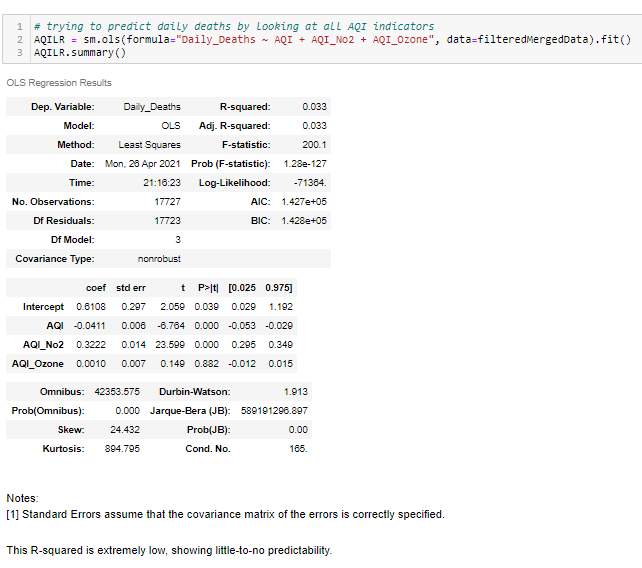 1 # trying to predict daily deaths by looking at all AQI indicators
2 AQILR = sm.ols(formula="Daily_Deaths ~ AQI + AQI_No2 + AQI_Ozone", data=filteredMergedData).fit()
3 AQILR.summary()
OLS Regression Results
Dep. Variable: Daily_Deaths R-squared: 0.033
Model: OLS Adj. R-squared: 0.033
Method: Least Squares F-statistic: 200.1
Date: Mon, 26 Apr 2021 Prob (F-statistic): 1.28e-127
Time: 21:16:23 Log-Likelihood: -71364.
No. Observations: 17727 AIC: 1.427e+05
Df Residuals: 17723 BIC: 1.428e+05
Df Model: 3
Covariance Type: nonrobust
coef std err t P>|t| [0.025 0.975]
Intercept 0.6108 0.297 2.059 0.039 0.029 1.192
AQI -0.0411 0.006 -6.764 0.000 -0.053 -0.029
AQI_No2 0.3222 0.014 23.599 0.000 0.295 0.349
AQI_Ozone 0.0010 0.007 0.149 0.882 -0.012 0.015
Omnibus: 42353.575 Durbin-Watson: 1.913
Prob(Omnibus): 0.000 Jarque-Bera (JB): 589191296.897
Skew: 24.432 Prob(JB): 0.00
Kurtosis: 894.795 Cond. No. 165.
Notes:
[1] Standard Errors assume that the covariance matrix of the errors is correctly specified.
This R-squared is extremely low, showing little-to-no predictability.